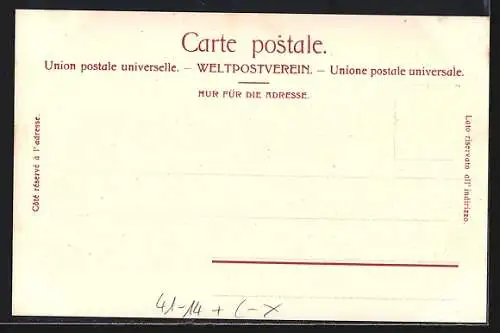 Carte postale.
Union postale universelle. – WELTPOSTVEREIN. – Unione postale universale.
NUR FÜR DIE ADRESSE.
Côté réservé à l'adresse.
Lato riservato all' indirizzo.
41-14 + C-X